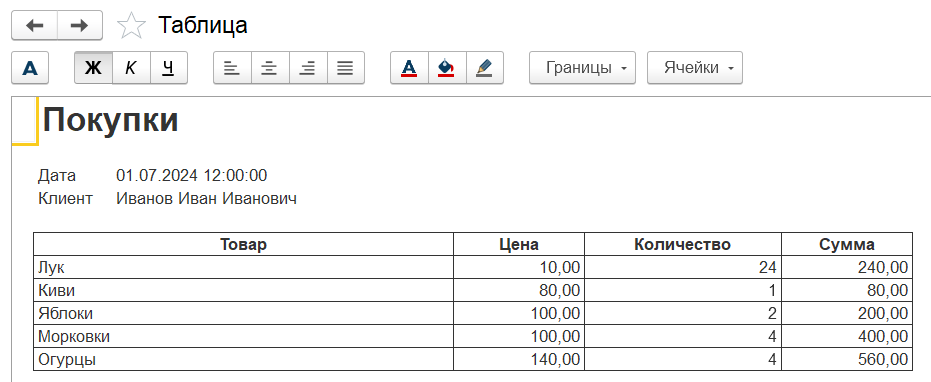 Таблица
А Ж К Ч А Границы Ячейки
Покупки
Дата 01.07.2024 12:00:00
Клиент Иванов Иван Иванович
Товар Цена Количество Сумма
Лук 10,00 24 240,00
Киви 80,00 1 80,00
Яблоки 100,00 2 200,00
Морковки 100,00 4 400,00
Огурцы 140,00 4 560,00